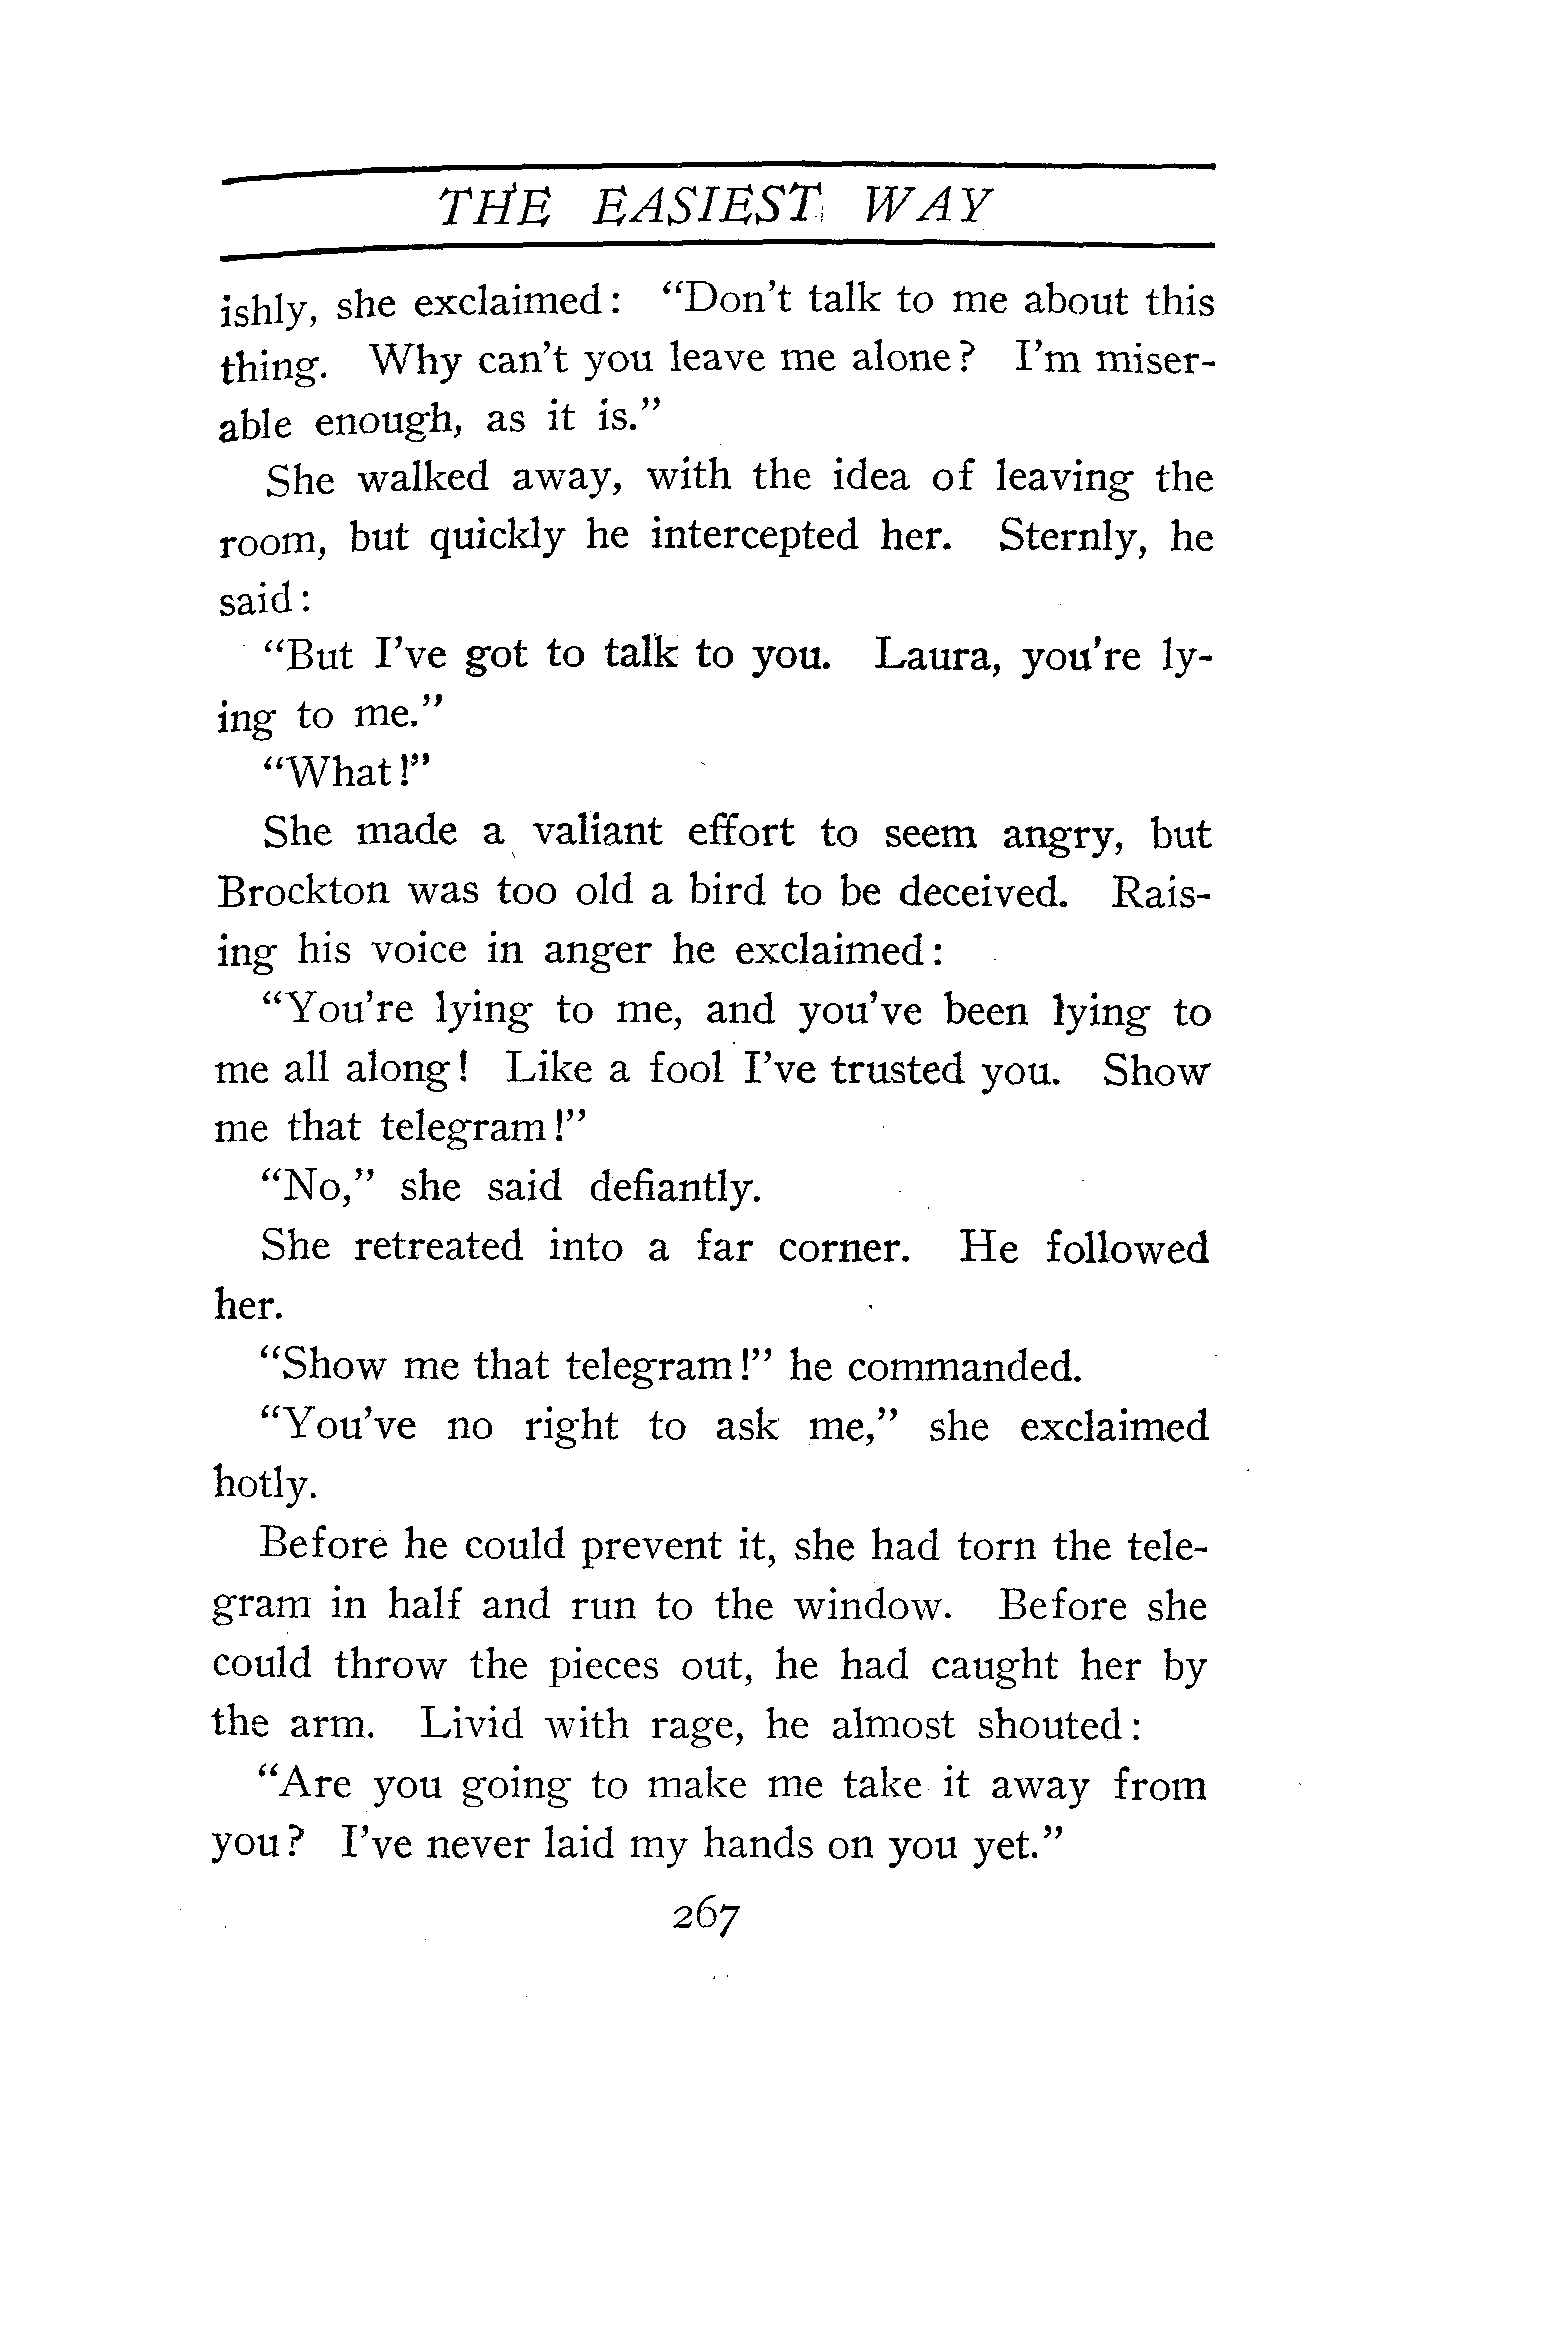 THE EASIEST WAY
ishly, she exclaimed: "Don't talk to me about this
thing. Why can't you leave me alone? I'm miser-
able enough, as it is."
She walked away, with the idea of leaving the
room, but quickly he intercepted her. Sternly, he
said:
"But I've got to talk to you. Laura, you're ly-
ing to me."
"What!"
She made a valiant effort to seem angry, but
Brockton was too old a bird to be deceived. Rais-
ing his voice in anger he exclaimed:
"You're lying to me, and you've been lying to
me all along! Like a fool I've trusted you. Show
me that telegram!"
"No," she said defiantly.
She retreated into a far corner. He followed
her.
"Show me that telegram!" he commanded.
"You've no right to ask me," she exclaimed
hotly.
Before he could prevent it, she had torn the tele-
gram in half and run to the window. Before she
could throw the pieces out, he had caught her by
the arm. Livid with rage, he almost shouted:
"Are you going to make me take it away from
you? I've never laid my hands on you yet."
267